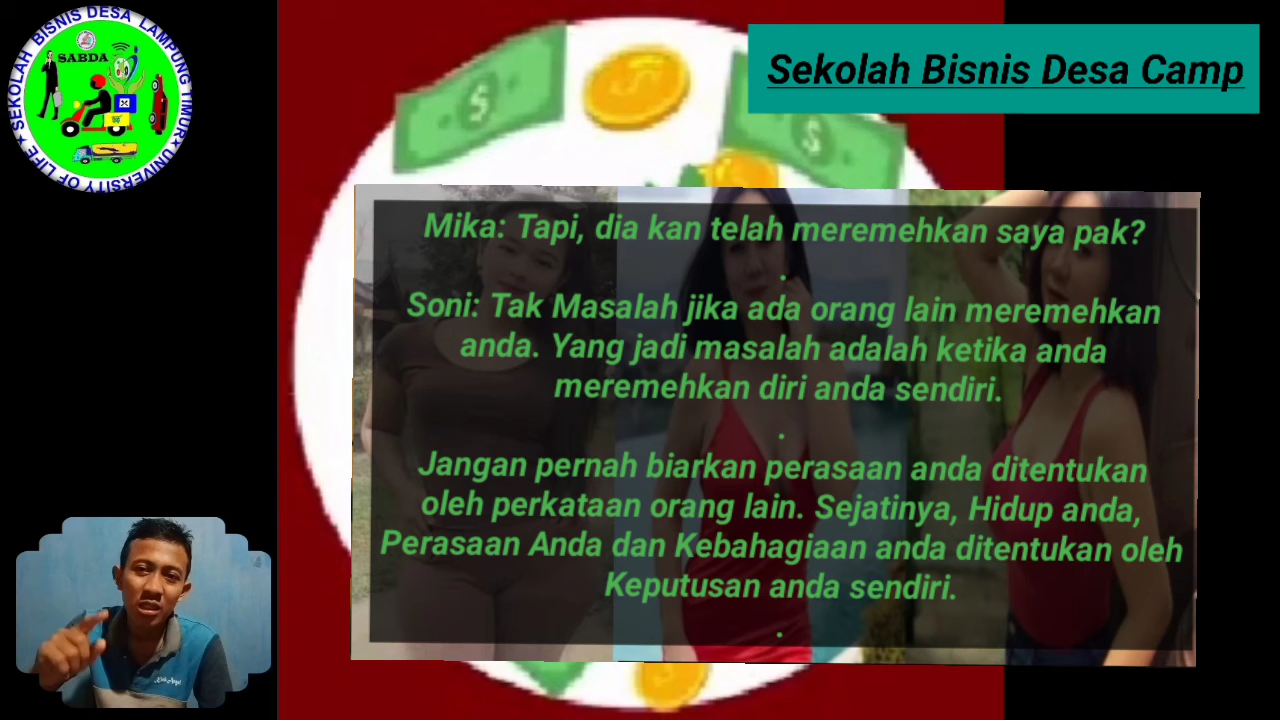 SEKOLAH BISNIS DESA LAMPUNG TIMUR
UNIVERSITY OF LIFE
SABDA
Sekolah Bisnis Desa Camp
Mika: Tapi, dia kan telah meremehkan saya pak?
.
Soni: Tak Masalah jika ada orang lain meremehkan
anda. Yang jadi masalah adalah ketika anda
meremehkan diri anda sendiri.
.
Jangan pernah biarkan perasaan anda ditentukan
oleh perkataan orang lain. Sejatinya, Hidup anda,
Perasaan Anda dan Kebahagiaan anda ditentukan oleh
Keputusan anda sendiri.
.